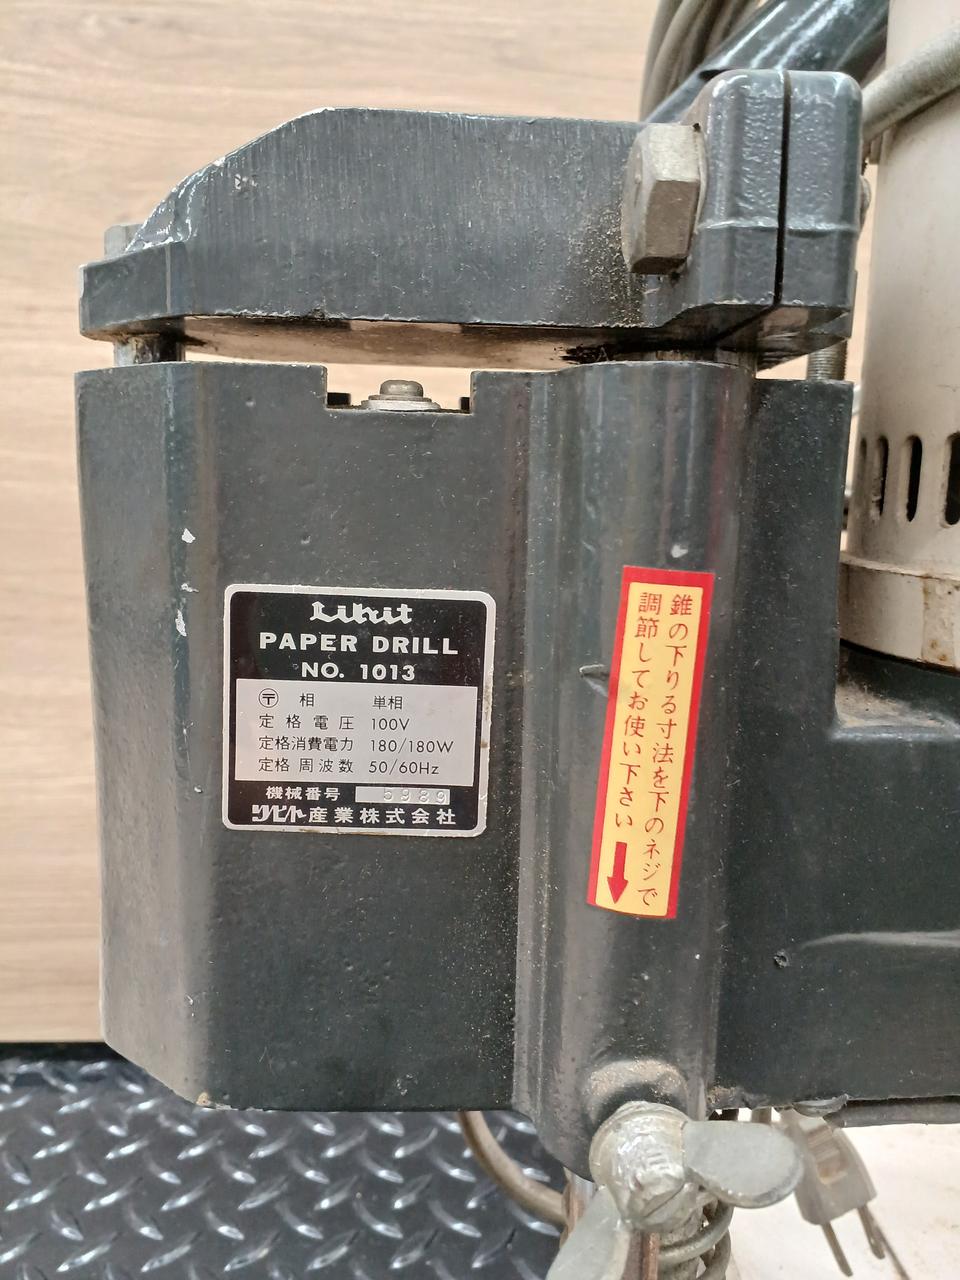 Lihit
PAPER DRILL
NO. 1013
〶 相 単相
定格電圧 100V
定格消費電力 180/180W
定格周波数 50/60Hz
機械番号 5989
リヒト産業株式会社
錐の下りる寸法を下のネジで
調節してお使い下さい